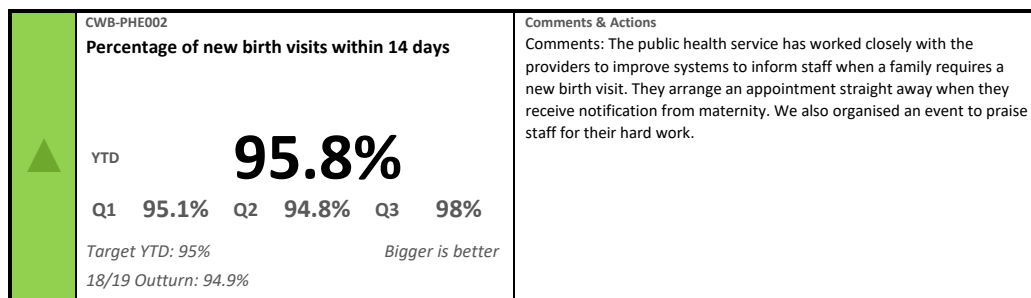 CWB-PHE002
Percentage of new birth visits within 14 days
YTD 95.8%
Q1 95.1% Q2 94.8% Q3 98%
Target YTD: 95% Bigger is better
18/19 Outturn: 94.9%
Comments & Actions
Comments: The public health service has worked closely with the
providers to improve systems to inform staff when a family requires a
new birth visit. They arrange an appointment straight away when they
receive notification from maternity. We also organised an event to praise
staff for their hard work.